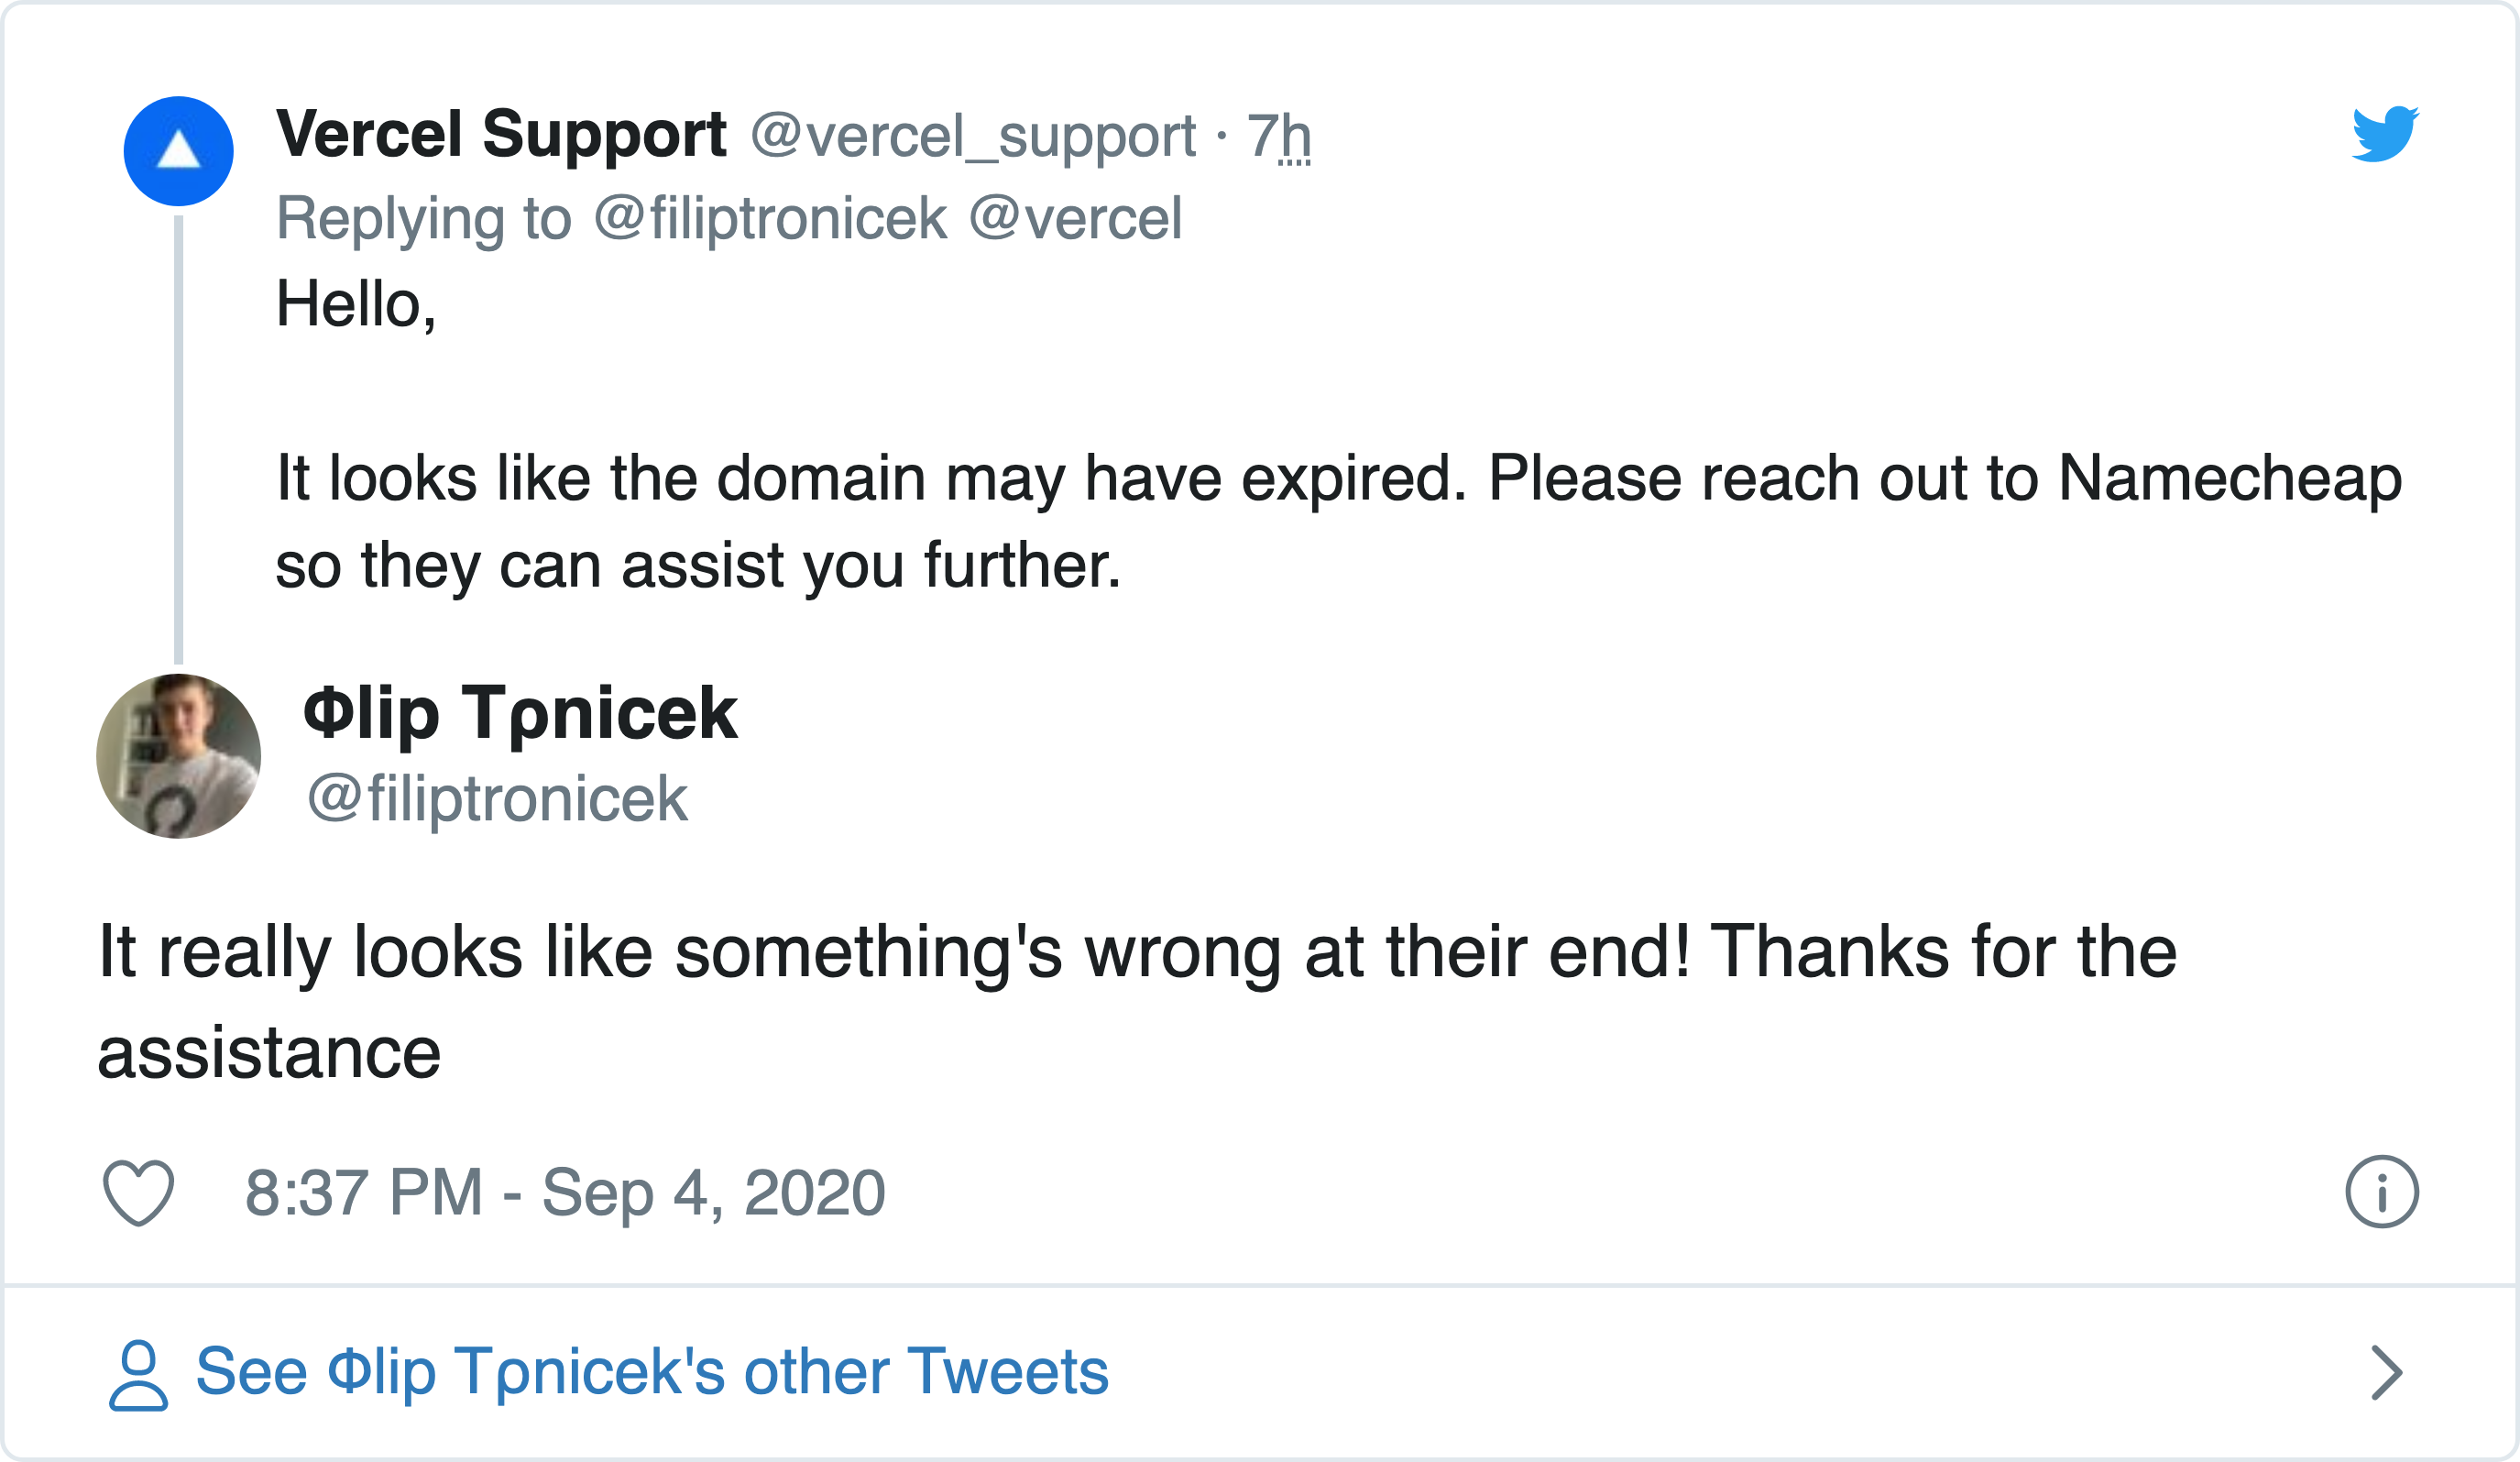 Vercel Support @vercel_support · 7h
Replying to @filiptronicek @vercel
Hello,
It looks like the domain may have expired. Please reach out to Namecheap
so they can assist you further.
Φlip Tρnicek
@filiptronicek
It really looks like something's wrong at their end! Thanks for the
assistance
8:37 PM - Sep 4, 2020
See Φlip Tρnicek's other Tweets